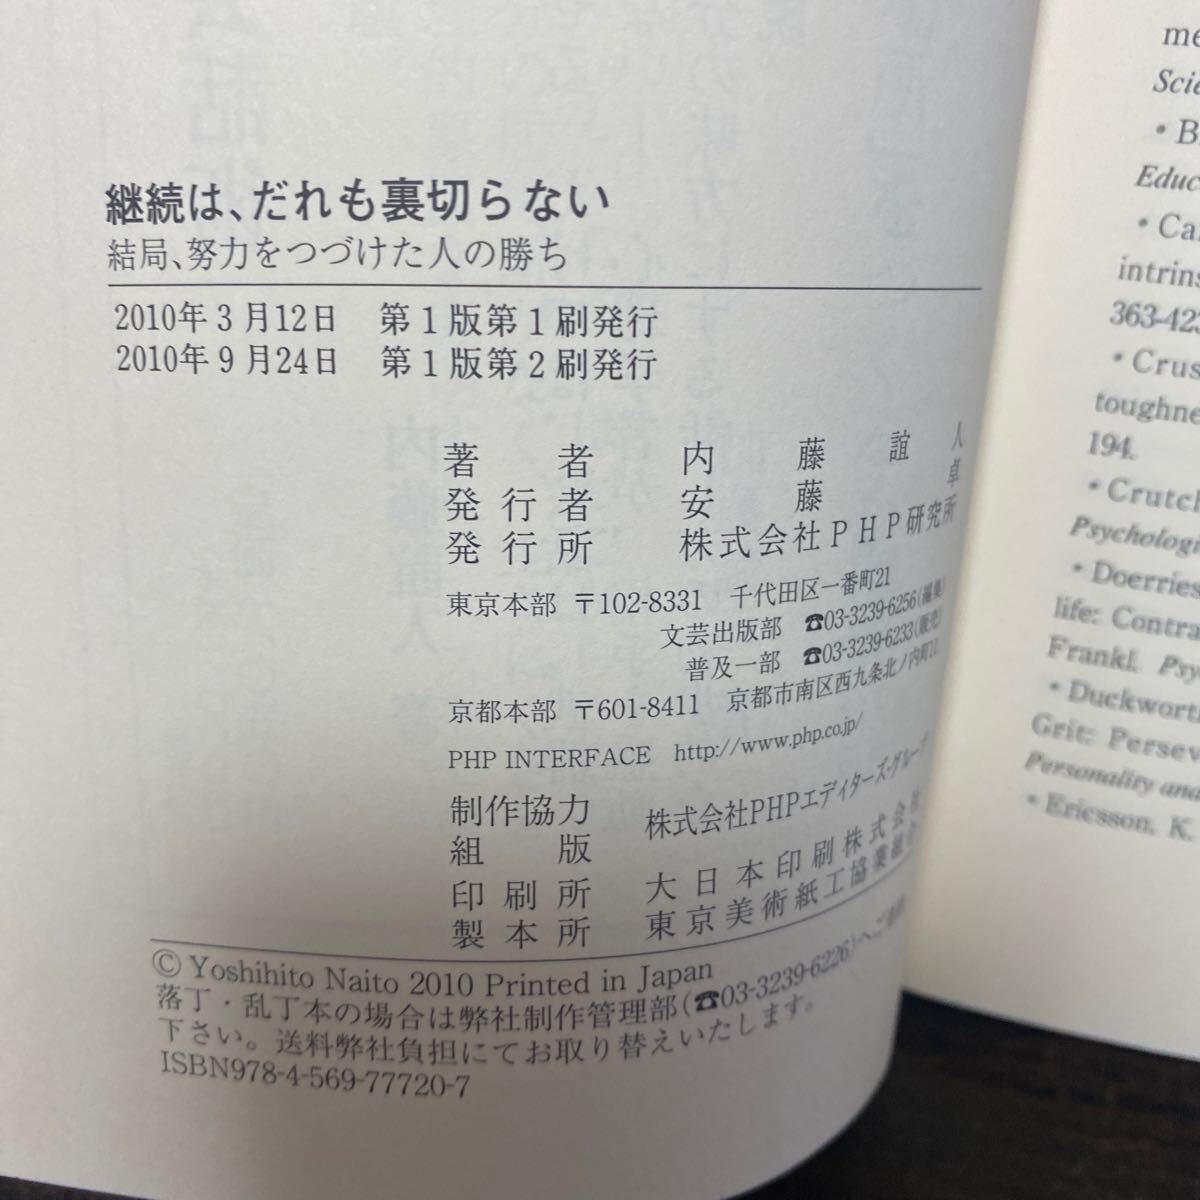 継続は、だれも裏切らない
結局、努力をつづけた人の勝ち
2010年3月12日　第1版第1刷発行
2010年9月24日　第1版第2刷発行
著者　内藤誼人
発行者　安藤卓
発行所　株式会社PHP研究所
東京本部　〒102-8331　千代田区一番町21
文芸出版部　☎03-3239-6256(編集)
普及一部　☎03-3239-6233(販売)
京都本部　〒601-8411　京都市南区西九条北ノ内町11
PHP INTERFACE　http://www.php.co.jp/
制作協力
組版　株式会社PHPエディターズ・グループ
印刷所　大日本印刷株式会社
製本所　東京美術紙工協業組合
© Yoshihito Naito 2010 Printed in Japan
落丁・乱丁本の場合は弊社制作管理部(☎03-3239-6226)へご
下さい。送料弊社負担にてお取り替えいたします。
ISBN978-4-569-77720-7
Educ
intrins
363-423
• Crus
toughne
194.
• Crutch
Psychologi
• Doerries
life: Contra
Frankl. Psy
• Duckwort
Grit: Persev
Personality and
• Ericsson, K.